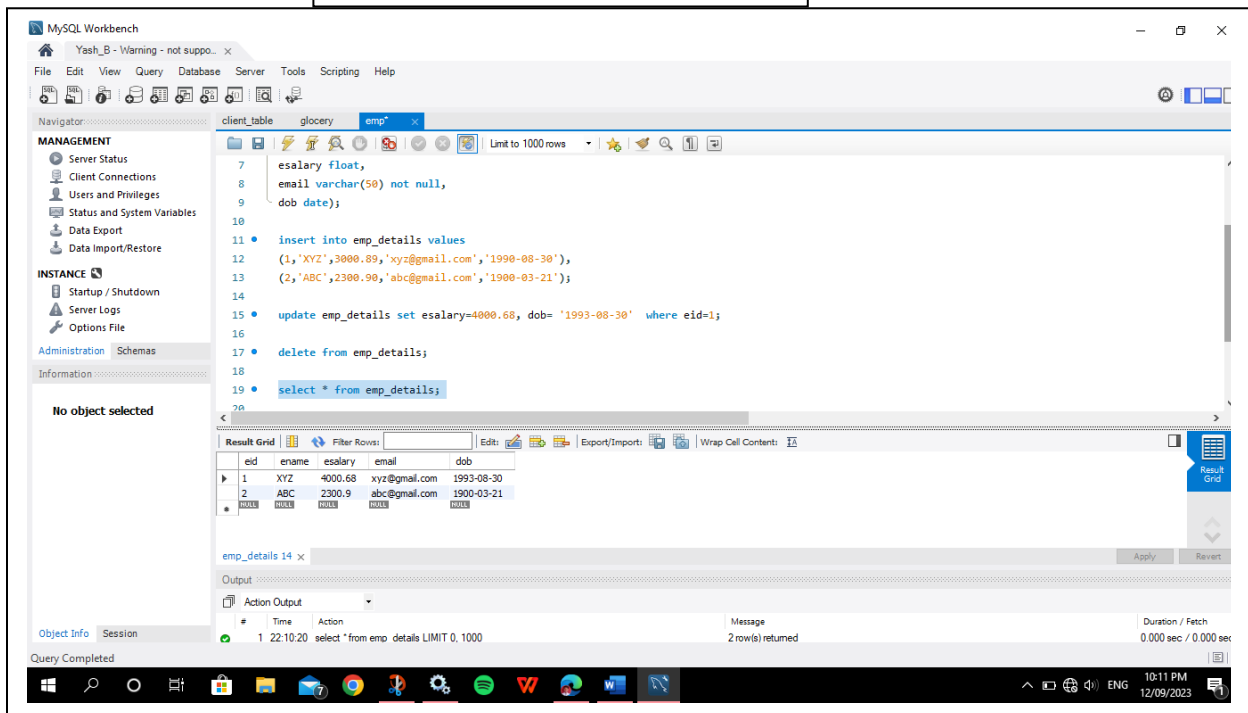 MySQL Workbench
Yash_B - Warning - not suppo...
File Edit View Query Database Server Tools Scripting Help
Navigator
client_table glocery emp*
MANAGEMENT
Server Status
Client Connections
Users and Privileges
Status and System Variables
Data Export
Data Import/Restore
INSTANCE
Startup / Shutdown
Server Logs
Options File
Administration Schemas
Information
No object selected
Limit to 1000 rows
7 esalary float,
8 email varchar(50) not null,
9 dob date);
10
11 insert into emp_details values
12 (1,'XYZ',3000.89,'xyz@gmail.com','1990-08-30'),
13 (2,'ABC',2300.90,'abc@gmail.com','1900-03-21');
14
15 update emp_details set esalary=4000.68, dob= '1993-08-30' where eid=1;
16
17 delete from emp_details;
18
19 select * from emp_details;
20
Result Grid Filter Rows: Edit: Export/Import: Wrap Cell Content:
eid ename esalary email dob
1 XYZ 4000.68 xyz@gmail.com 1993-08-30
2 ABC 2300.9 abc@gmail.com 1900-03-21
NULL NULL NULL NULL NULL
Result Grid
emp_details 14
Apply Revert
Output
Action Output
# Time Action Message Duration / Fetch
1 22:10:20 select * from emp_details LIMIT 0, 1000 2 row(s) returned 0.000 sec / 0.000 sec
Object Info Session
Query Completed
7
ENG
10:11 PM
12/09/2023
1